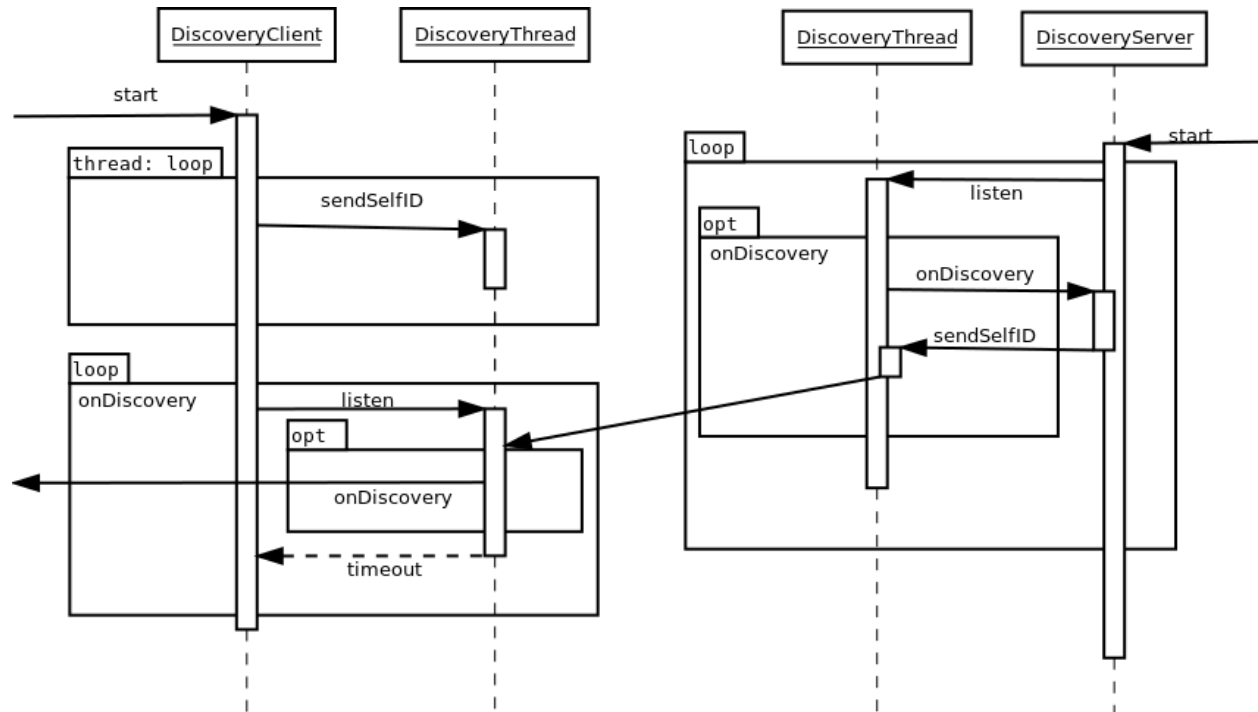 DiscoveryClient
DiscoveryThread
DiscoveryThread
DiscoveryServer
start
thread: loop
sendSelfID
loop
onDiscovery
listen
opt
onDiscovery
timeout
loop
start
listen
opt
onDiscovery
onDiscovery
sendSelfID